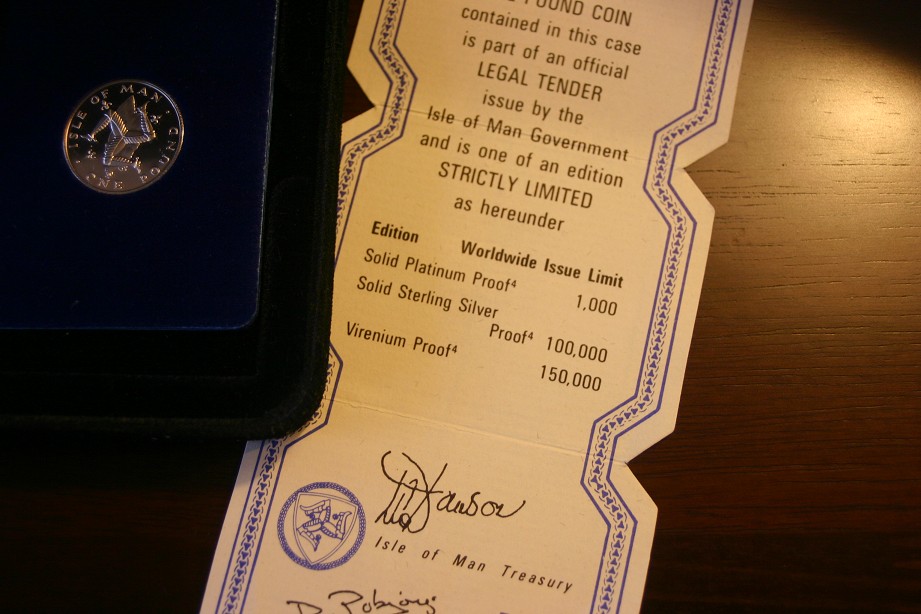 ISLE OF MAN
ONE POUND
POUND COIN
contained in this case
is part of an official
LEGAL TENDER
issue by the
Isle of Man Government
and is one of an edition
STRICTLY LIMITED
as hereunder
Edition Worldwide Issue Limit
Solid Platinum Proof⁴ 1,000
Solid Sterling Silver
Proof⁴ 100,000
Virenium Proof⁴ 150,000
Isle of Man Treasury